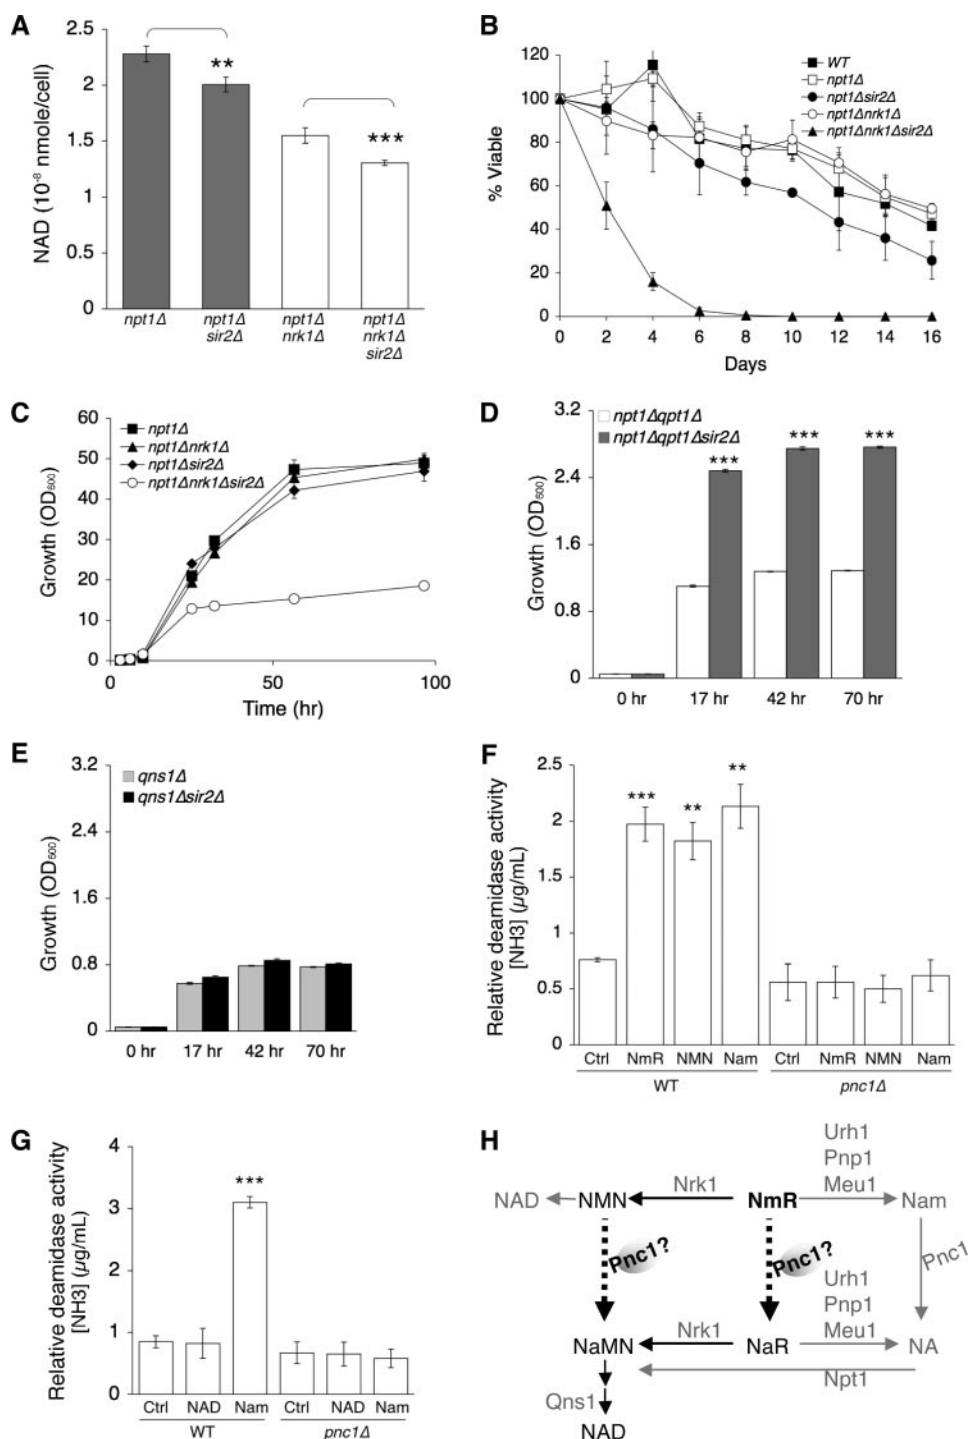 A
2.5
2
1.5
1
0.5
0
NAD (10⁻⁸ nmole/cell)
**
***
npt1Δ
npt1Δ
sir2Δ
npt1Δ
nrk1Δ
npt1Δ
nrk1Δ
sir2Δ
B
120
100
80
60
40
20
0
% Viable
WT
npt1Δ
npt1Δsir2Δ
npt1Δnrk1Δ
npt1Δnrk1Δsir2Δ
0 2 4 6 8 10 12 14 16
Days
C
60
50
40
30
20
10
0
Growth (OD₆₀₀)
npt1Δ
npt1Δnrk1Δ
npt1Δsir2Δ
npt1Δnrk1Δsir2Δ
0 50 100
Time (hr)
D
3.2
2.4
1.6
0.8
0
Growth (OD₆₀₀)
npt1Δqpt1Δ
npt1Δqpt1Δsir2Δ
*** *** ***
0 hr 17 hr 42 hr 70 hr
E
3.2
2.4
1.6
0.8
0
Growth (OD₆₀₀)
qns1Δ
qns1Δsir2Δ
0 hr 17 hr 42 hr 70 hr
F
2.5
2
1.5
1
0.5
0
Relative deamidase activity
[NH3] (µg/mL)
*** ** **
Ctrl NmR NMN Nam Ctrl NmR NMN Nam
WT pnc1Δ
G
4
3
2
1
0
Relative deamidase activity
[NH3] (µg/mL)
***
Ctrl NAD Nam Ctrl NAD Nam
WT pnc1Δ
H
Urh1
Pnp1
Meu1
NAD NMN Nrk1 NmR Nam
Pnc1? Pnc1? Pnc1
Urh1
Pnp1
Meu1
NaMN Nrk1 NaR NA
Npt1
Qns1
NAD